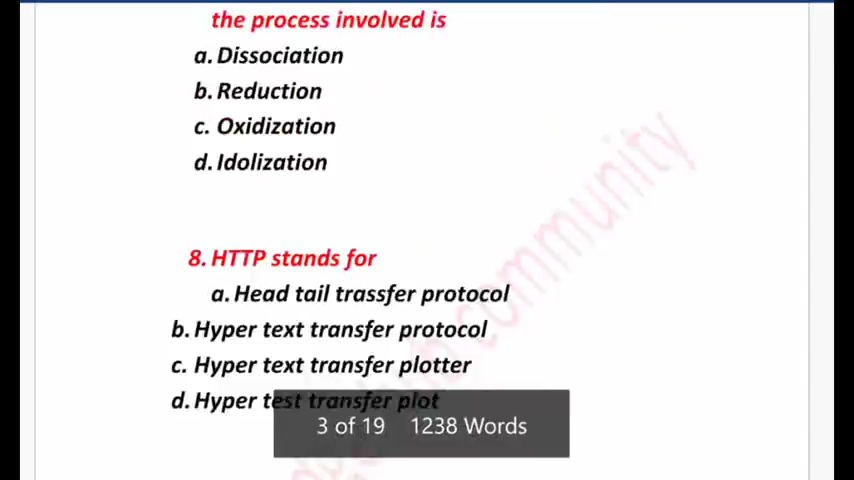 the process involved is
a. Dissociation
b. Reduction
c. Oxidization
d. Idolization
8. HTTP stands for
a. Head tail trassfer protocol
b. Hyper text transfer protocol
c. Hyper text transfer plotter
d. Hyper test transfer plot
3 of 19 1238 Words
community